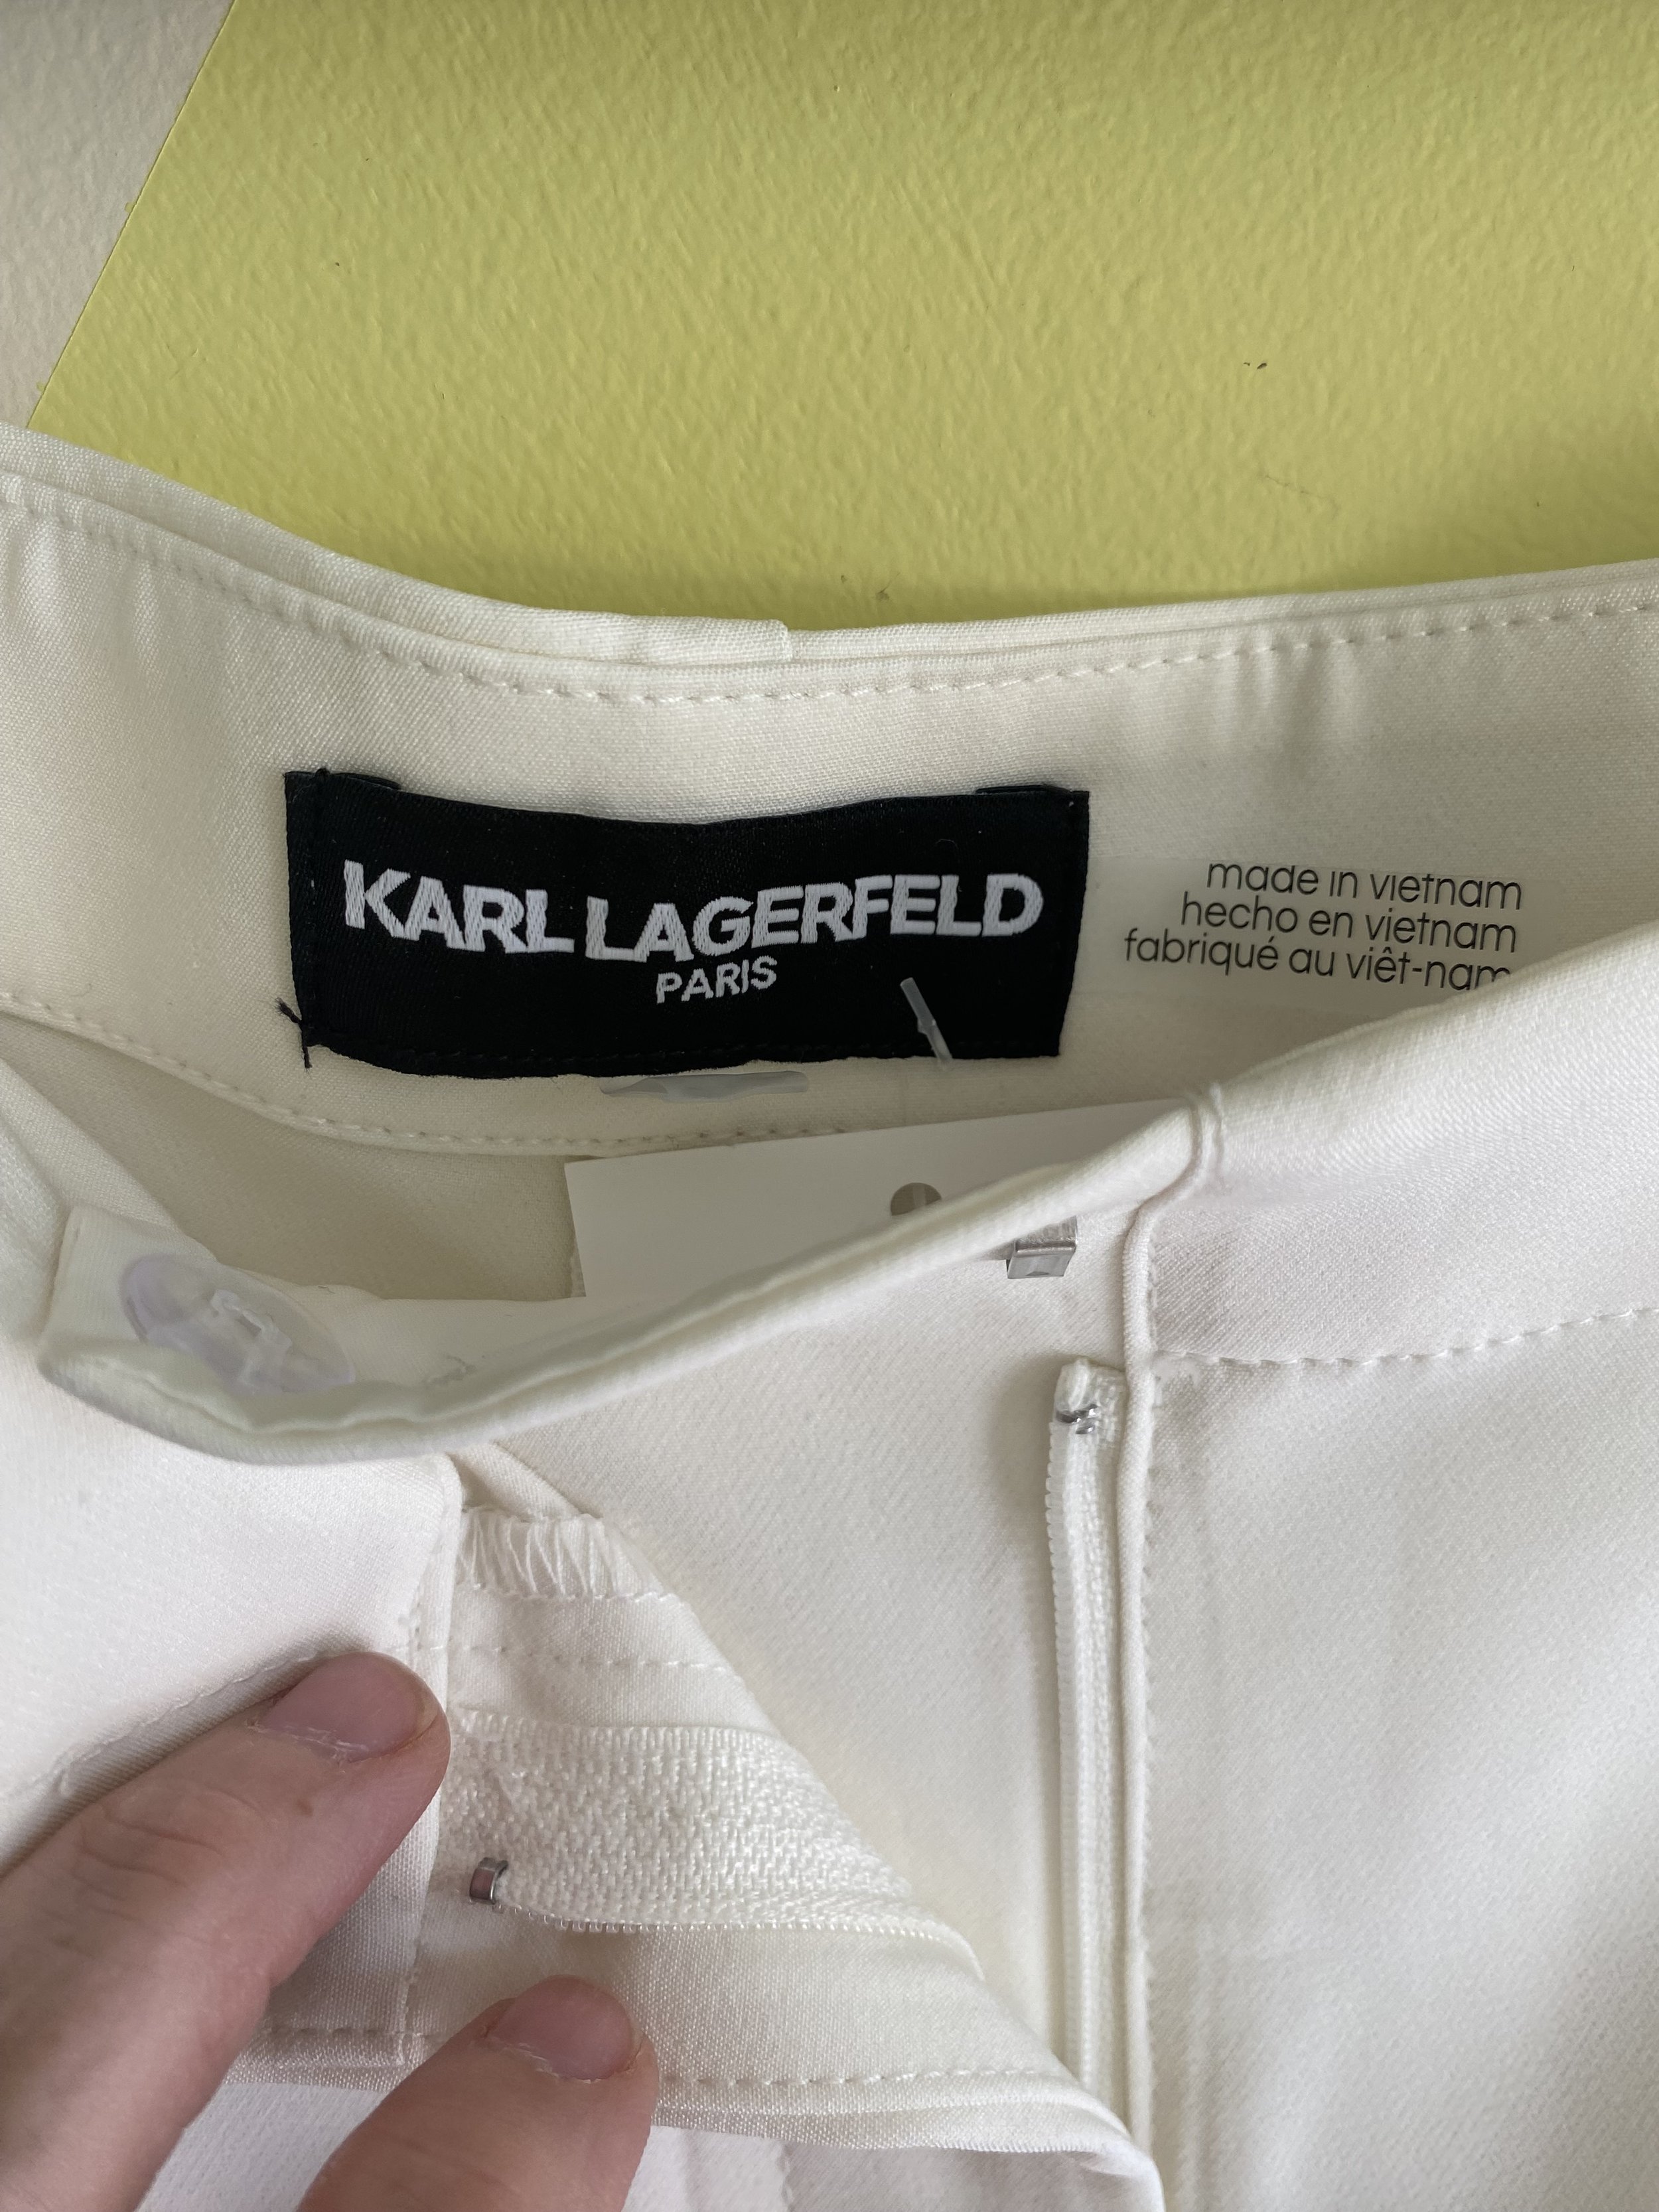 KARL LAGERFELD
PARIS
made in vietnam
hecho en vietnam
fabriqué au viêt-nam